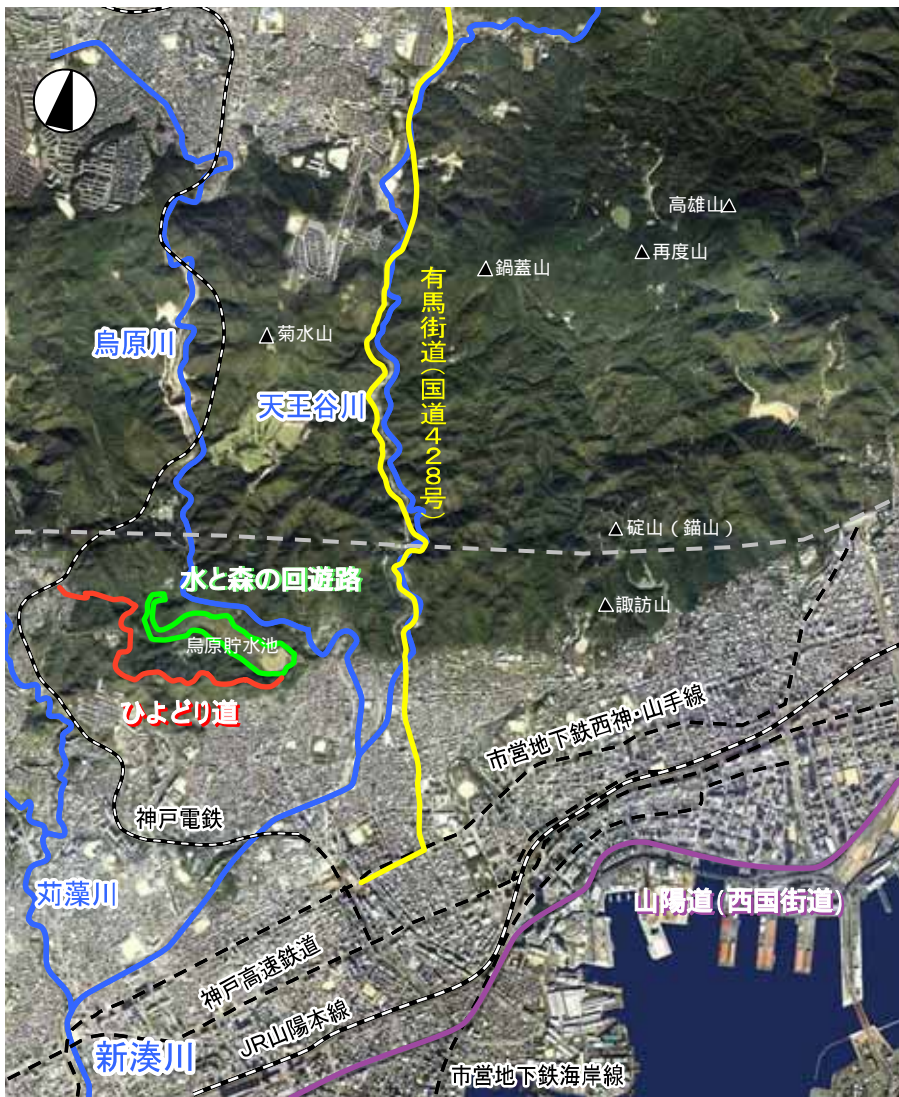 高雄山
再度山
鍋蓋山
有馬街道(国道428号)
菊水山
烏原川
天王谷川
碇山(錨山)
水と森の回遊路
諏訪山
烏原貯水池
ひよどり道
市営地下鉄西神・山手線
神戸電鉄
苅藻川
山陽道(西国街道)
神戸高速鉄道
JR山陽本線
新湊川
市営地下鉄海岸線